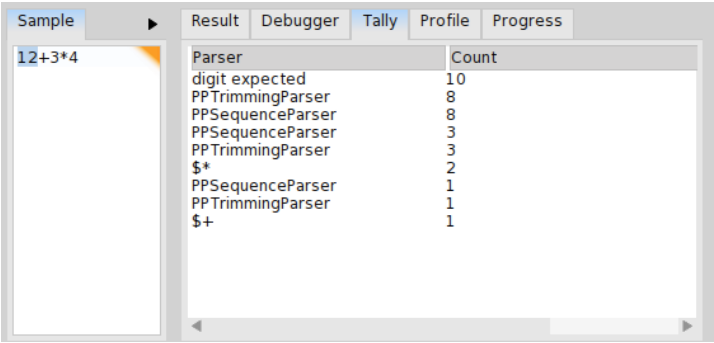 Sample Result Debugger Tally Profile Progress
12+3*4
Parser Count
digit expected 10
PPTrimmingParser 8
PPSequenceParser 8
PPSequenceParser 3
PPTrimmingParser 3
$* 2
PPSequenceParser 1
PPTrimmingParser 1
$+ 1